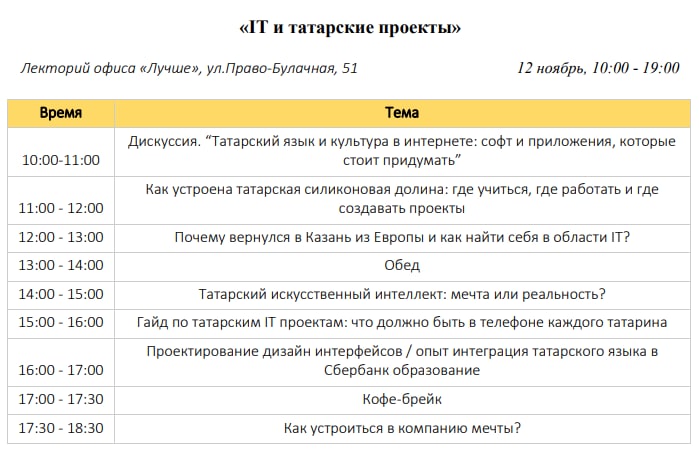 «IT и татарские проекты»
Лекторий офиса «Лучше», ул.Право-Булачная, 51
12 ноябрь, 10:00 - 19:00
Время
Тема
10:00-11:00
Дискуссия. “Татарский язык и культура в интернете: софт и приложения, которые
стоит придумать”
11:00 - 12:00
Как устроена татарская силиконовая долина: где учиться, где работать и где
создавать проекты
12:00 - 13:00
Почему вернулся в Казань из Европы и как найти себя в области IT?
13:00 - 14:00
Обед
14:00 - 15:00
Татарский искусственный интеллект: мечта или реальность?
15:00 - 16:00
Гайд по татарским IT проектам: что должно быть в телефоне каждого татарина
16:00 - 17:00
Проектирование дизайн интерфейсов / опыт интеграция татарского языка в
Сбербанк образование
17:00 - 17:30
Кофе-брейк
17:30 - 18:30
Как устроиться в компанию мечты?